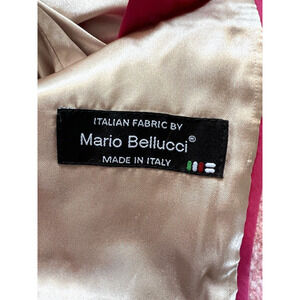 ITALIAN FABRIC BY
Mario Bellucci®
MADE IN ITALY